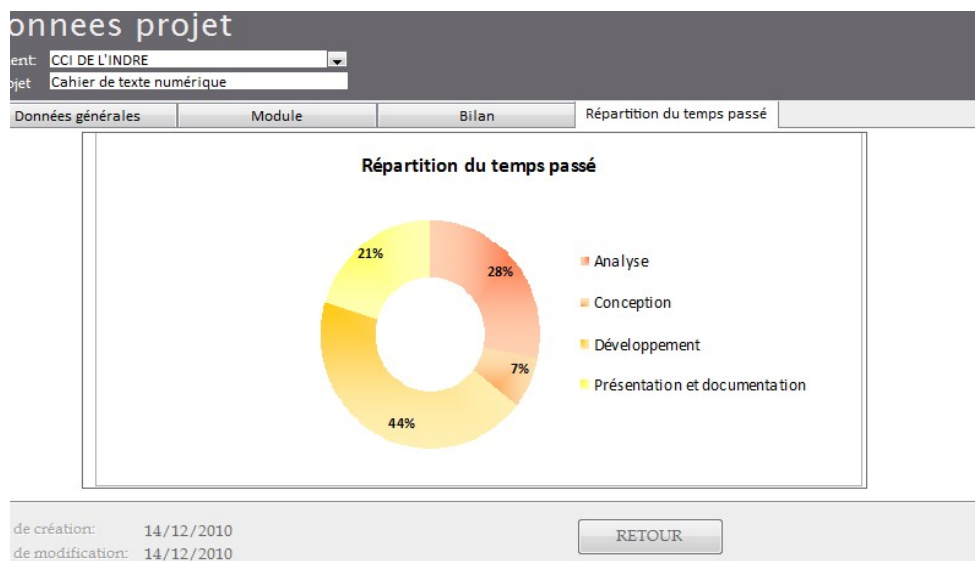 onnees projet
ent: CCI DE L'INDRE
ojet Cahier de texte numérique
Données générales Module Bilan Répartition du temps passé
Répartition du temps passé
21%
28%
7%
44%
Analyse
Conception
Développement
Présentation et documentation
de création: 14/12/2010
de modification: 14/12/2010
RETOUR